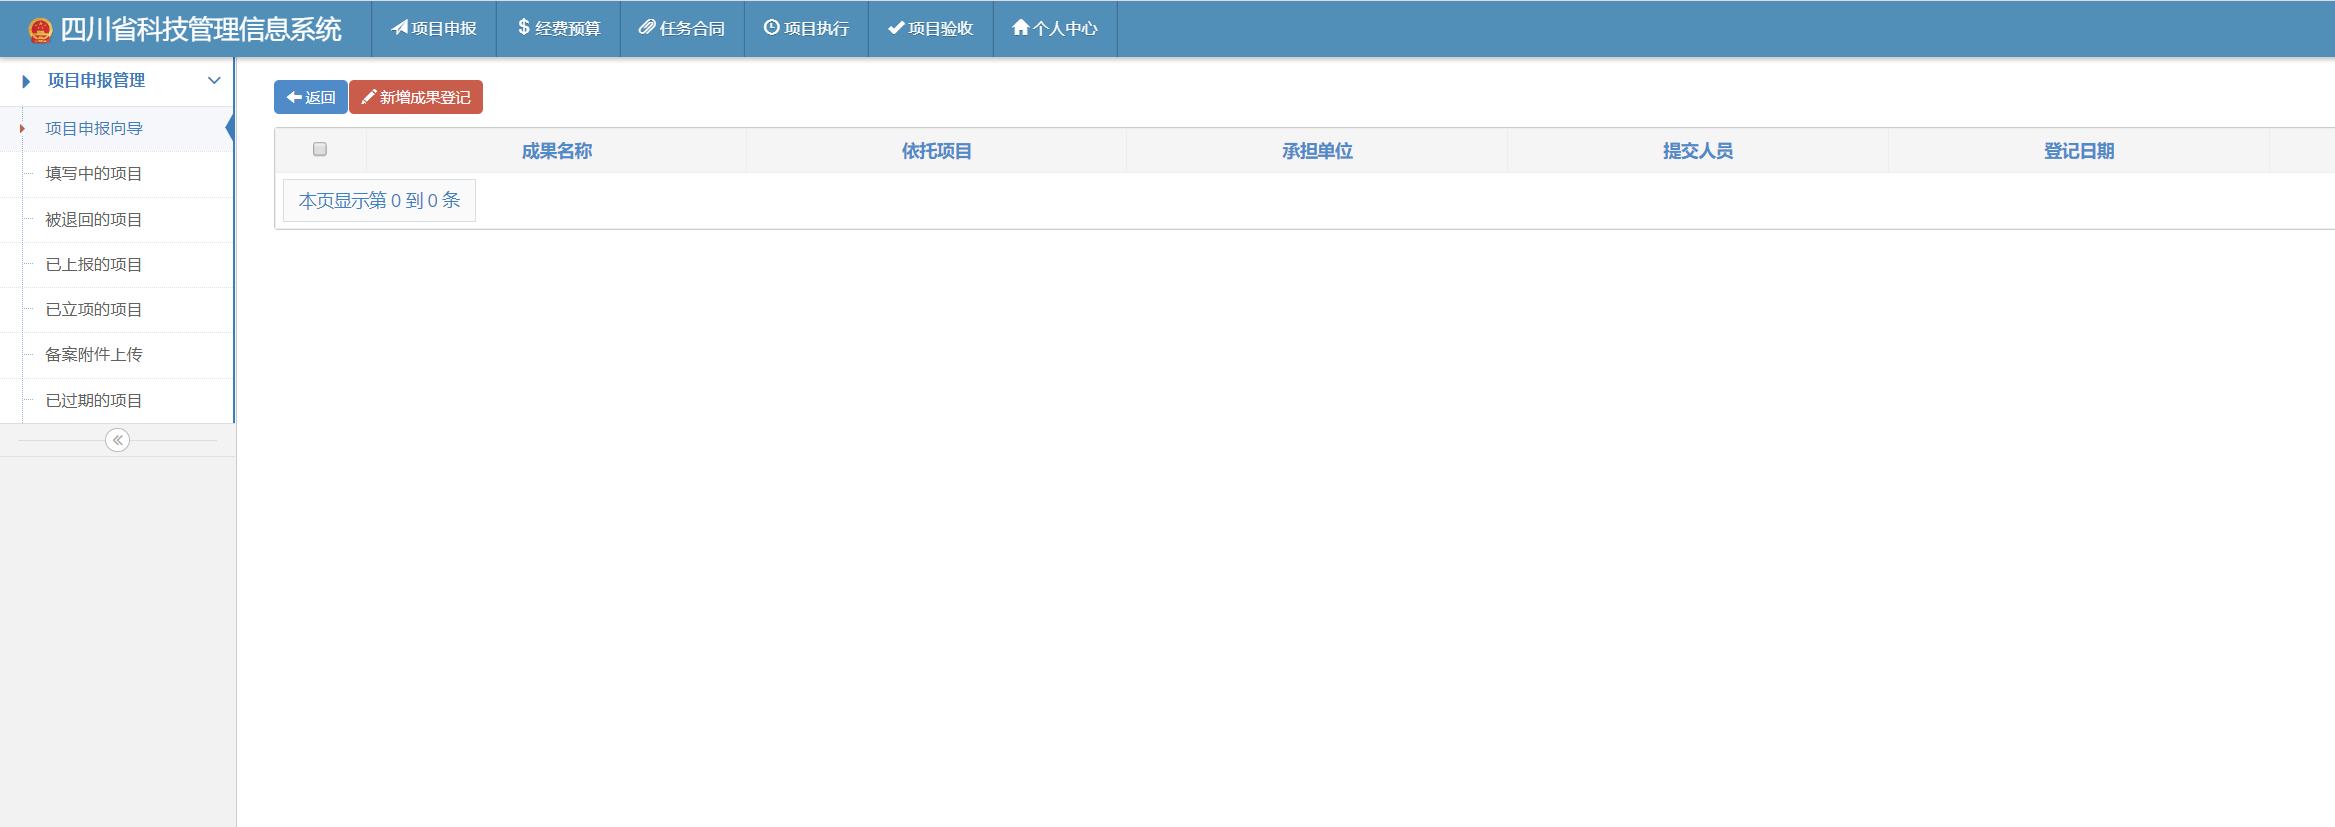 四川省科技管理信息系统
项目申报
$ 经费预算
任务合同
项目执行
项目验收
个人中心
项目申报管理
项目申报向导
填写中的项目
被退回的项目
已上报的项目
已立项的项目
备案附件上传
已过期的项目
返回
新增成果登记
成果名称
依托项目
承担单位
提交人员
登记日期
本页显示第 0 到 0 条